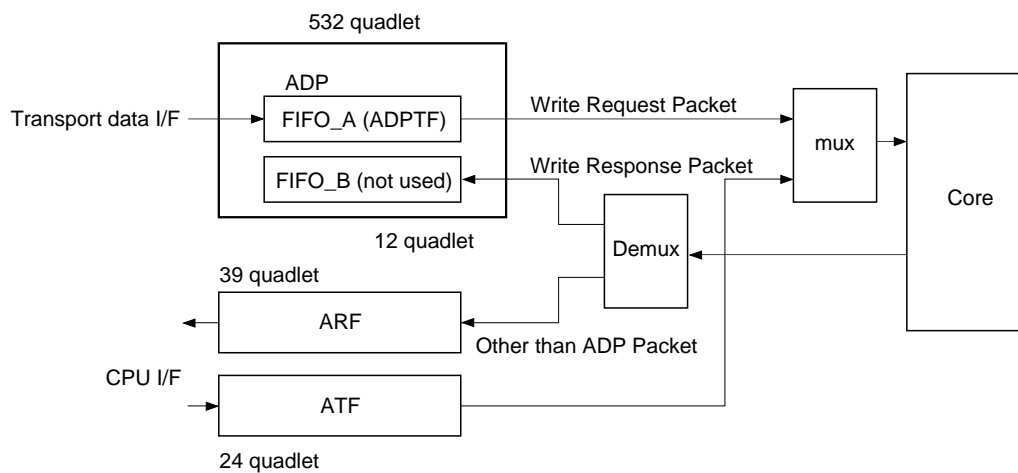 532 quadlet
ADP
Transport data I/F
FIFO_A (ADPTF)
Write Request Packet
mux
FIFO_B (not used)
Write Response Packet
Core
12 quadlet
Demux
39 quadlet
ARF
Other than ADP Packet
CPU I/F
ATF
24 quadlet